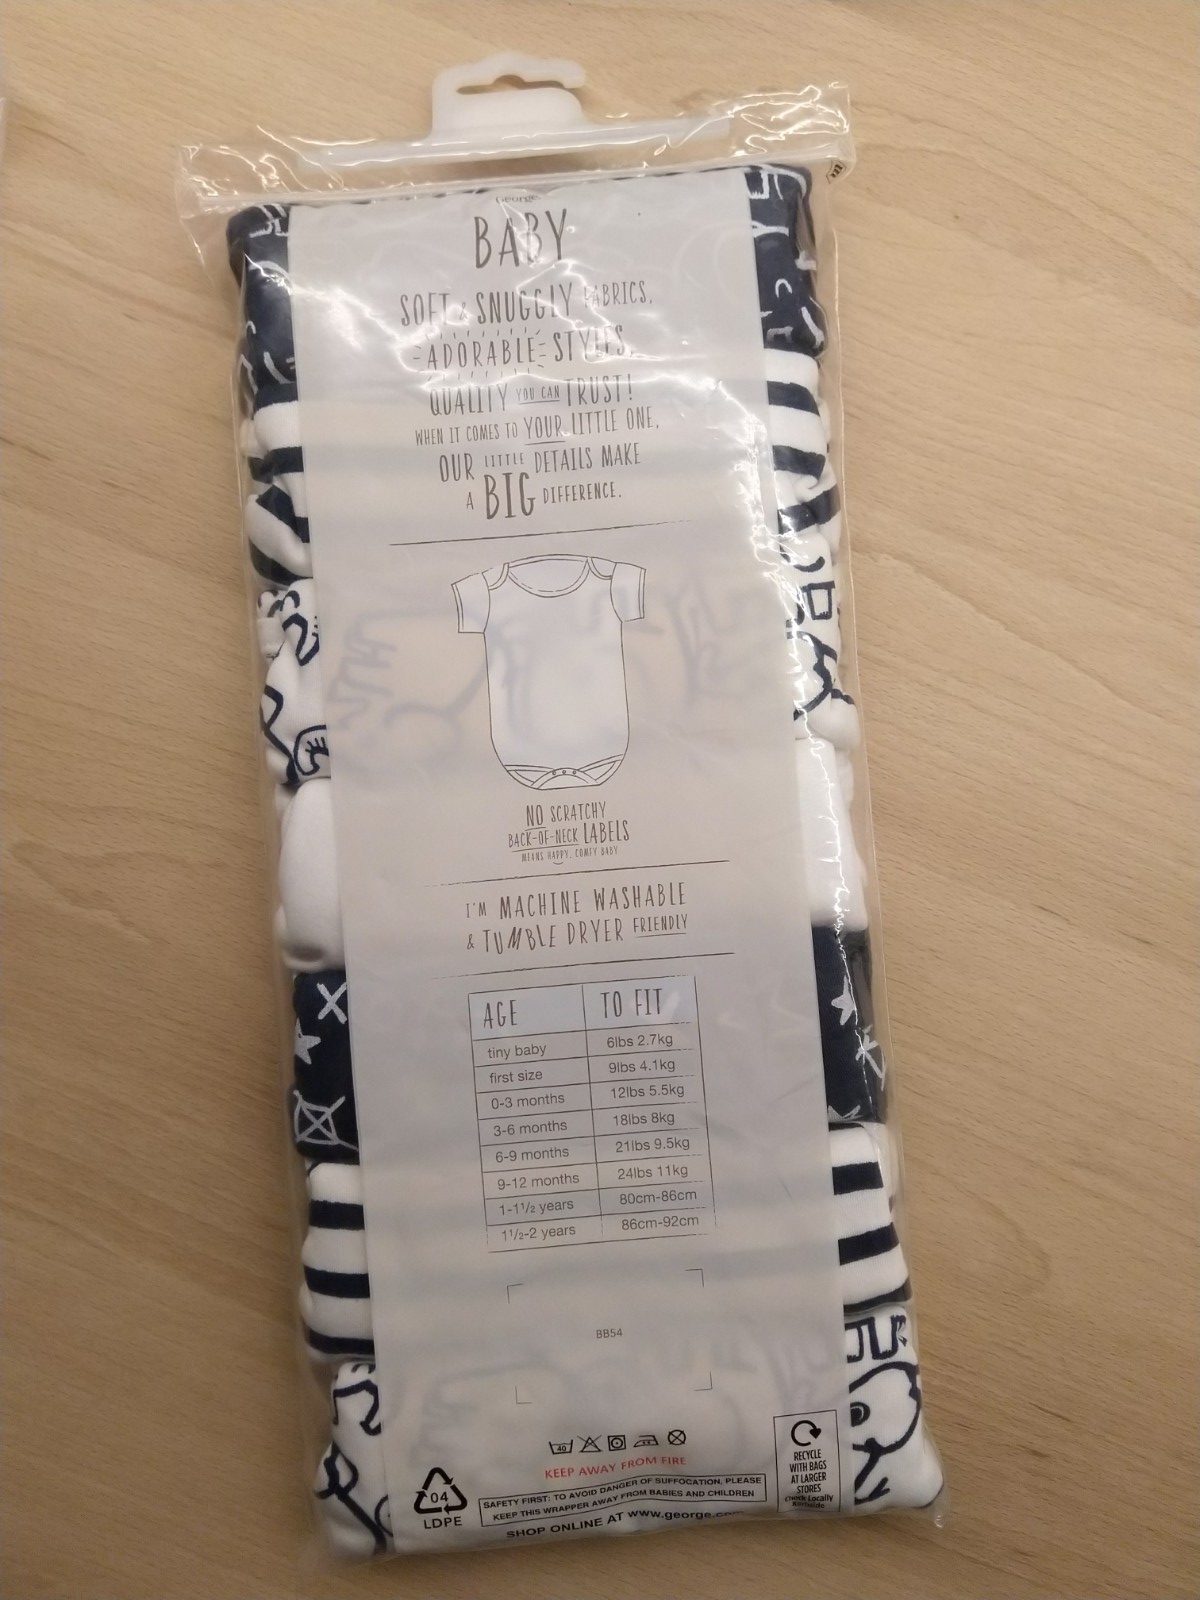 George.
BABY
SOFT & SNUGGLY FABRICS,
ADORABLE STYLES,
QUALITY YOU CAN TRUST!
WHEN IT COMES TO YOUR LITTLE ONE,
OUR LITTLE DETAILS MAKE
A BIG DIFFERENCE.
NO SCRATCHY
BACK-OF-NECK LABELS
MEANS HAPPY, COMFY BABY
I'M MACHINE WASHABLE
& TUMBLE DRYER FRIENDLY
AGE TO FIT
tiny baby 6lbs 2.7kg
first size 9lbs 4.1kg
0-3 months 12lbs 5.5kg
3-6 months 18lbs 8kg
6-9 months 21lbs 9.5kg
9-12 months 24lbs 11kg
1-1½ years 80cm-86cm
1½-2 years 86cm-92cm
BB54
40
KEEP AWAY FROM FIRE
04
LDPE
SAFETY FIRST: TO AVOID DANGER OF SUFFOCATION, PLEASE
KEEP THIS WRAPPER AWAY FROM BABIES AND CHILDREN
SHOP ONLINE AT www.george.com
RECYCLE
WITH BAGS
AT LARGER
STORES
Check Locally
Kerbside